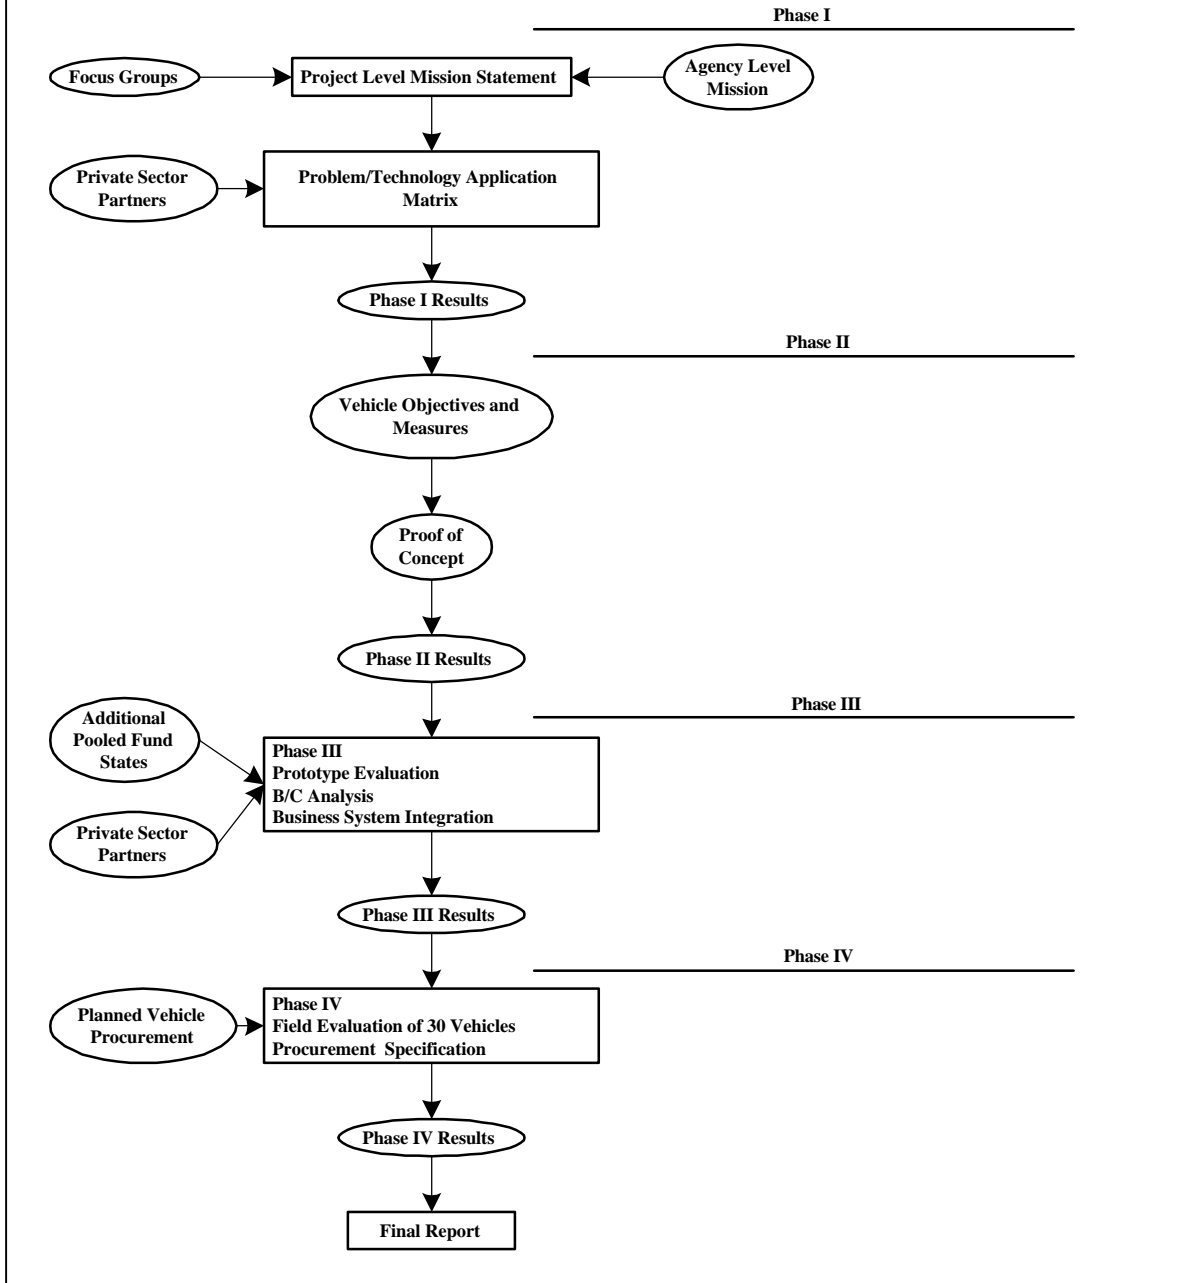 Phase I
Focus Groups
Project Level Mission Statement
Agency Level
Mission
Private Sector
Partners
Problem/Technology Application
Matrix
Phase I Results
Phase II
Vehicle Objectives and
Measures
Proof of
Concept
Phase II Results
Phase III
Additional
Pooled Fund
States
Phase III
Prototype Evaluation
B/C Analysis
Business System Integration
Private Sector
Partners
Phase III Results
Phase IV
Planned Vehicle
Procurement
Phase IV
Field Evaluation of 30 Vehicles
Procurement Specification
Phase IV Results
Final Report